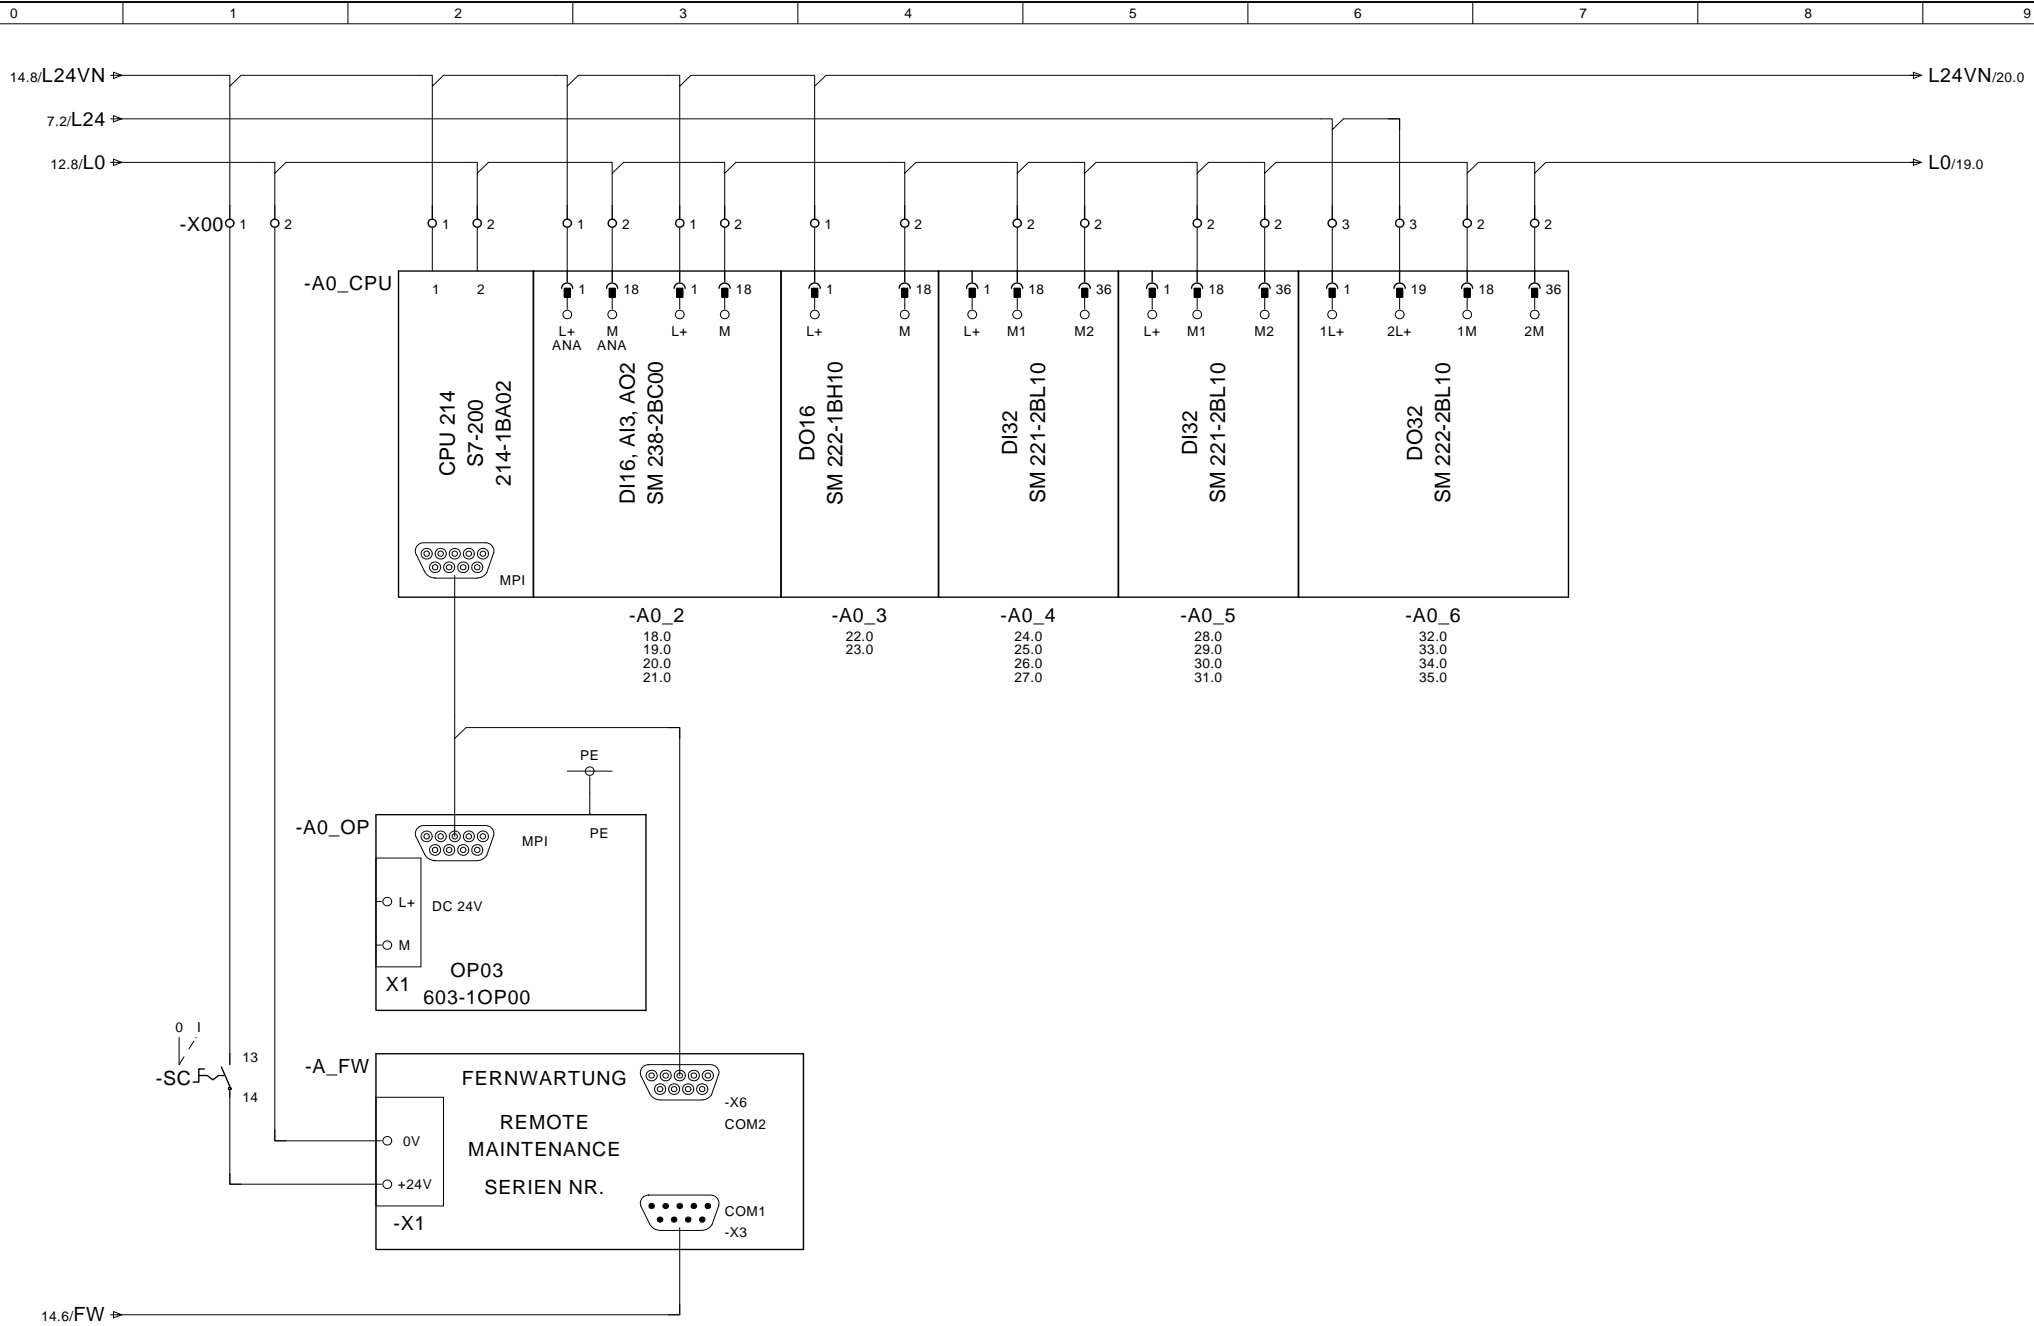 0 1 2 3 4 5 6 7 8 9
14.8/L24VN L24VN/20.0
7.2/L24
12.8/L0 L0/19.0
-X00 1 2 1 2 1 2 1 2 1 2 2 2 2 2 3 3 2 2
-A0_CPU 1 2 1 18 1 18 1 18 1 18 36 1 18 36 1 19 18 36
L+ M L+ M L+ M L+ M1 M2 L+ M1 M2 1L+ 2L+ 1M 2M
ANA ANA
CPU 214
S7-200
214-1BA02
DI16, AI3, AO2
SM 238-2BC00
DO16
SM 222-1BH10
DI32
SM 221-2BL10
DI32
SM 221-2BL10
DO32
SM 222-2BL10
MPI
-A0_2 -A0_3 -A0_4 -A0_5 -A0_6
18.0 22.0 24.0 28.0 32.0
19.0 23.0 25.0 29.0 33.0
20.0 26.0 30.0 34.0
21.0 27.0 31.0 35.0
PE
-A0_OP MPI PE
L+ DC 24V
M
OP03
X1
603-1OP00
0 I
13
-SC
14
-A_FW FERNWARTUNG
-X6
COM2
REMOTE
MAINTENANCE
0V
+24V SERIEN NR.
COM1
-X3
-X1
14.6/FW